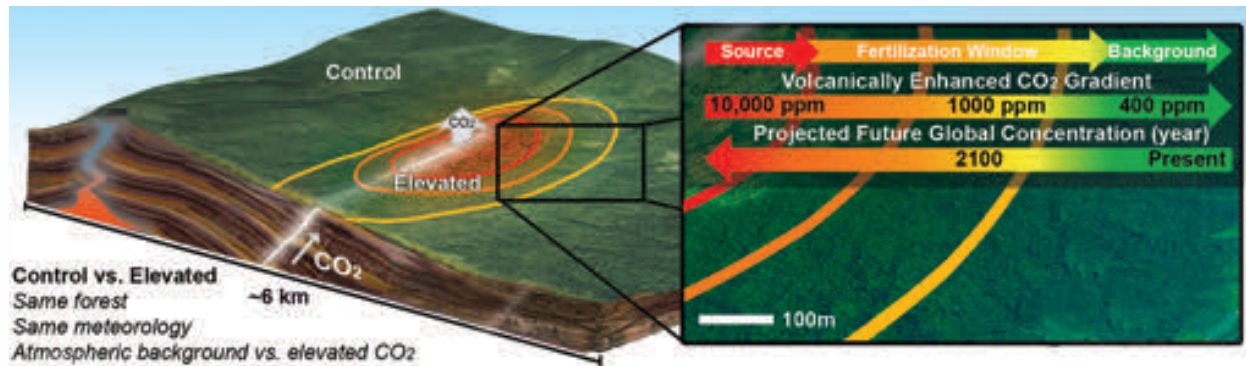 Control
CO₂
Elevated
CO₂
~6 km
Control vs. Elevated
Same forest
Same meteorology
Atmospheric background vs. elevated CO₂
Source Fertilization Window Background
Volcanically Enhanced CO₂ Gradient
10,000 ppm 1000 ppm 400 ppm
Projected Future Global Concentration (year)
2100 Present
100m